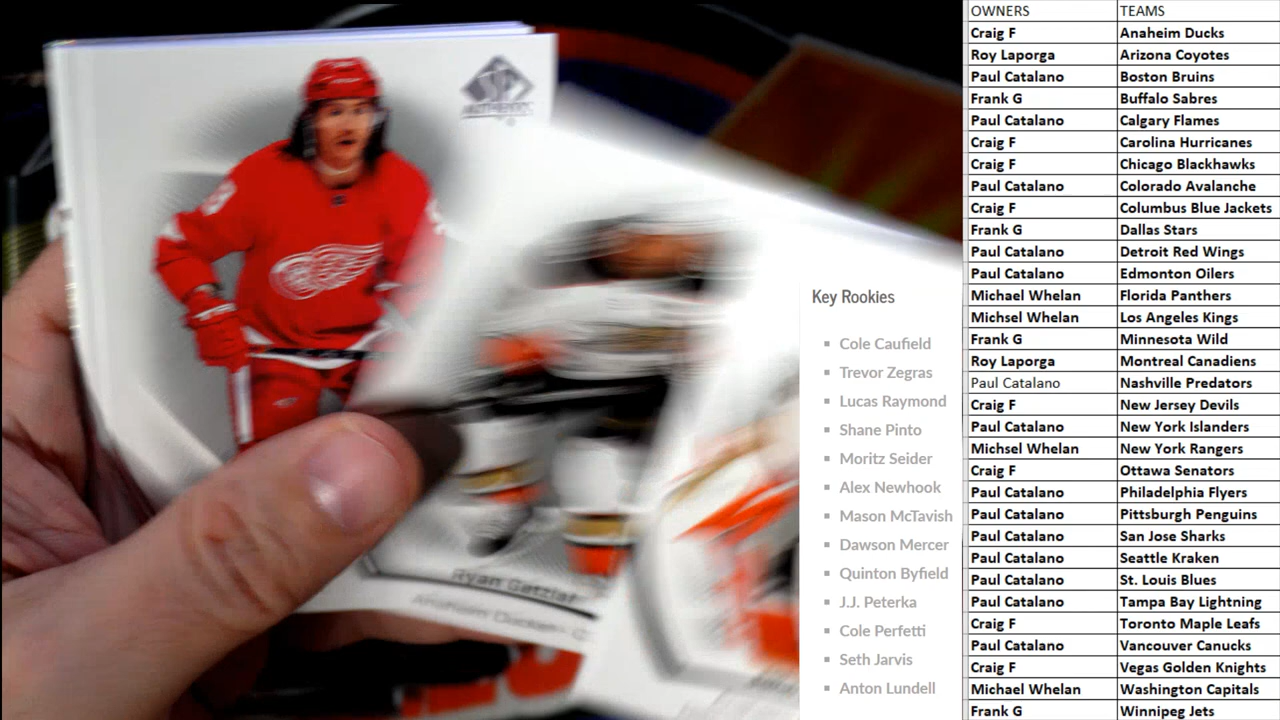 SP
AUTHENTIC
Ryan Getzlaf
Anaheim Ducks
Key Rookies
Cole Caufield
Trevor Zegras
Lucas Raymond
Shane Pinto
Moritz Seider
Alex Newhook
Mason McTavish
Dawson Mercer
Quinton Byfield
J.J. Peterka
Cole Perfetti
Seth Jarvis
Anton Lundell
OWNERS TEAMS
Craig F Anaheim Ducks
Roy Laporga Arizona Coyotes
Paul Catalano Boston Bruins
Frank G Buffalo Sabres
Paul Catalano Calgary Flames
Craig F Carolina Hurricanes
Craig F Chicago Blackhawks
Paul Catalano Colorado Avalanche
Craig F Columbus Blue Jackets
Frank G Dallas Stars
Paul Catalano Detroit Red Wings
Paul Catalano Edmonton Oilers
Michael Whelan Florida Panthers
Michsel Whelan Los Angeles Kings
Frank G Minnesota Wild
Roy Laporga Montreal Canadiens
Paul Catalano Nashville Predators
Craig F New Jersey Devils
Paul Catalano New York Islanders
Michsel Whelan New York Rangers
Craig F Ottawa Senators
Paul Catalano Philadelphia Flyers
Paul Catalano Pittsburgh Penguins
Paul Catalano San Jose Sharks
Paul Catalano Seattle Kraken
Paul Catalano St. Louis Blues
Paul Catalano Tampa Bay Lightning
Craig F Toronto Maple Leafs
Paul Catalano Vancouver Canucks
Craig F Vegas Golden Knights
Michael Whelan Washington Capitals
Frank G Winnipeg Jets